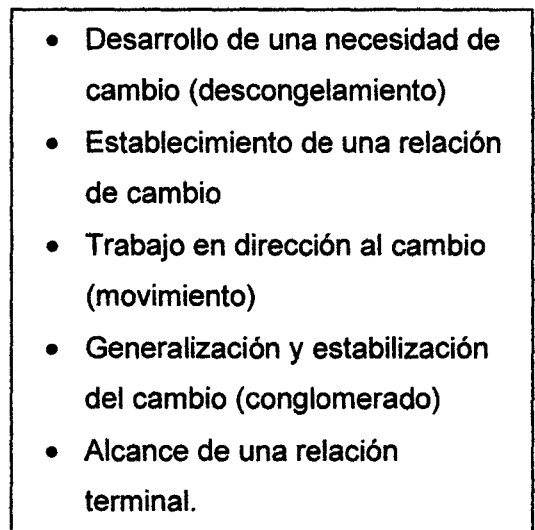 • Desarrollo de una necesidad de
cambio (descongelamiento)
• Establecimiento de una relación
de cambio
• Trabajo en dirección al cambio
(movimiento)
• Generalización y estabilización
del cambio (conglomerado)
• Alcance de una relación
terminal.